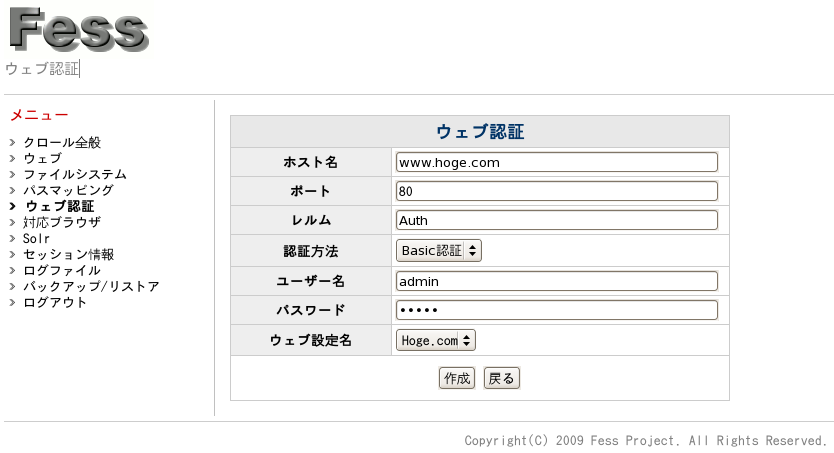 Fess
ウェブ認証
メニュー
クロール全般
ウェブ
ファイルシステム
パスマッピング
ウェブ認証
対応ブラウザ
Solr
セッション情報
ログファイル
バックアップ/リストア
ログアウト
ウェブ認証
ホスト名 www.hoge.com
ポート 80
レルム Auth
認証方法 Basic認証
ユーザー名 admin
パスワード •••••
ウェブ設定名 Hoge.com
作成 戻る
Copyright(C) 2009 Fess Project. All Rights Reserved.